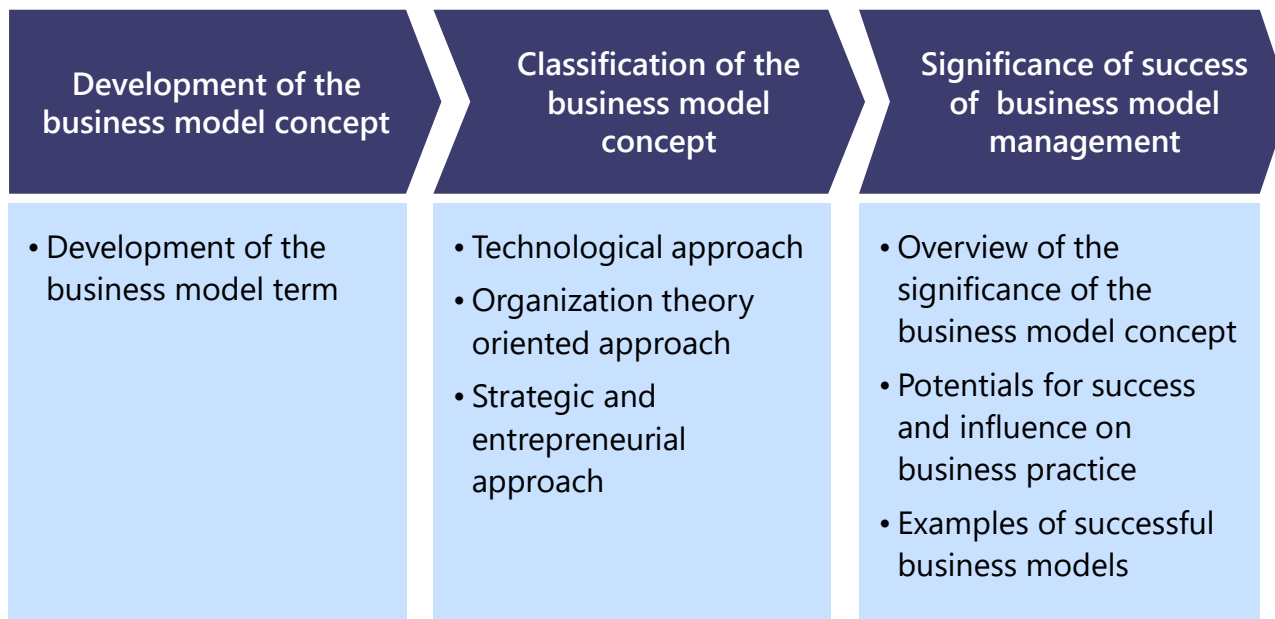 Development of the
business model concept
Classification of the
business model
concept
Significance of success
of  business model
management
• Development of the
business model term
• Technological approach
• Organization theory
oriented approach
• Strategic and
entrepreneurial
approach
• Overview of the
significance of the
business model concept
• Potentials for success
and influence on
business practice
• Examples of successful
business models